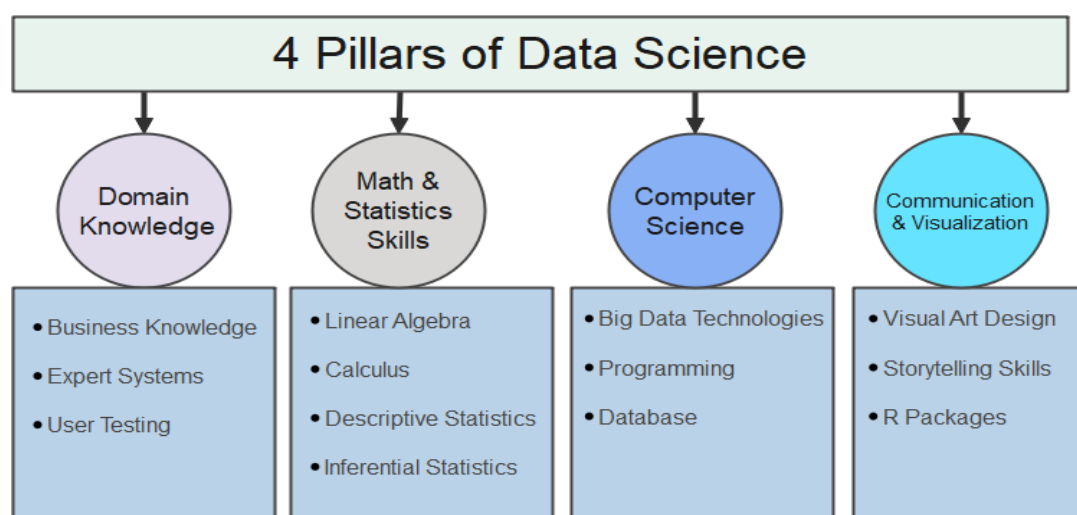 4 Pillars of Data Science
Domain
Knowledge
Math &
Statistics
Skills
Computer
Science
Communication
& Visualization
• Business Knowledge
• Expert Systems
• User Testing
• Linear Algebra
• Calculus
• Descriptive Statistics
• Inferential Statistics
• Big Data Technologies
• Programming
• Database
• Visual Art Design
• Storytelling Skills
• R Packages